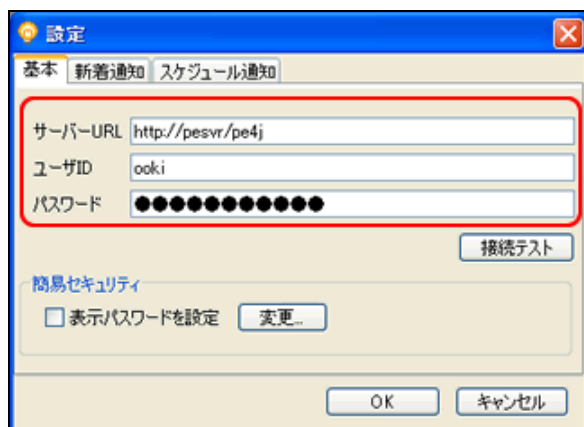 設定
基本 新着通知 スケジュール通知
サーバーURL http://pesvr/pe4j
ユーザID ooki
パスワード ●●●●●●●●●●●
接続テスト
簡易セキュリティ
表示パスワードを設定 変更...
OK キャンセル